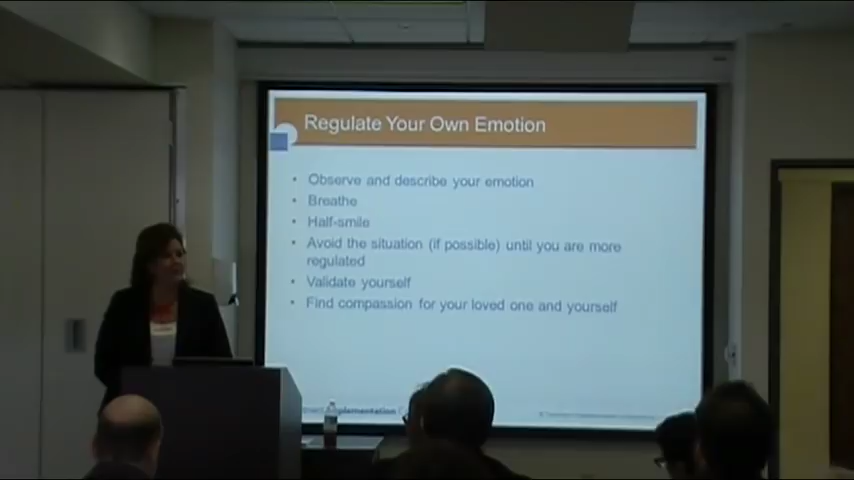 Regulate Your Own Emotion
• Observe and describe your emotion
• Breathe
• Half-smile
• Avoid the situation (if possible) until you are more
regulated
• Validate yourself
• Find compassion for your loved one and yourself
Implementation